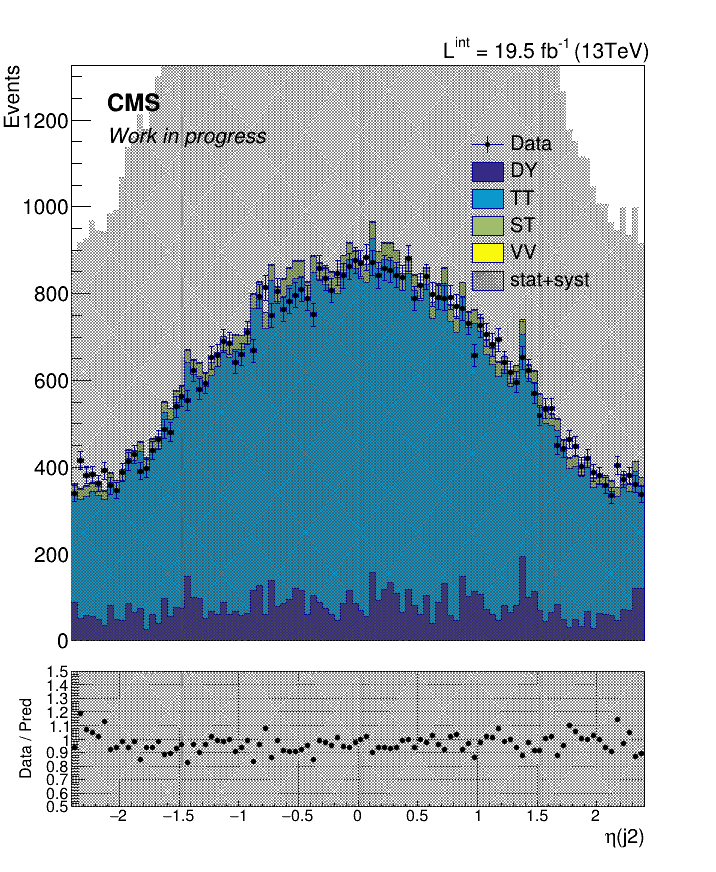 L^int = 19.5 fb^-1 (13TeV)
Events
CMS
Work in progress
Data
DY
TT
ST
VV
stat+syst
1200
1000
800
600
400
200
0
Data / Pred
1.5
1.4
1.3
1.2
1.1
1
0.9
0.8
0.7
0.6
0.5
−2 −1.5 −1 −0.5 0 0.5 1 1.5 2
η(j2)